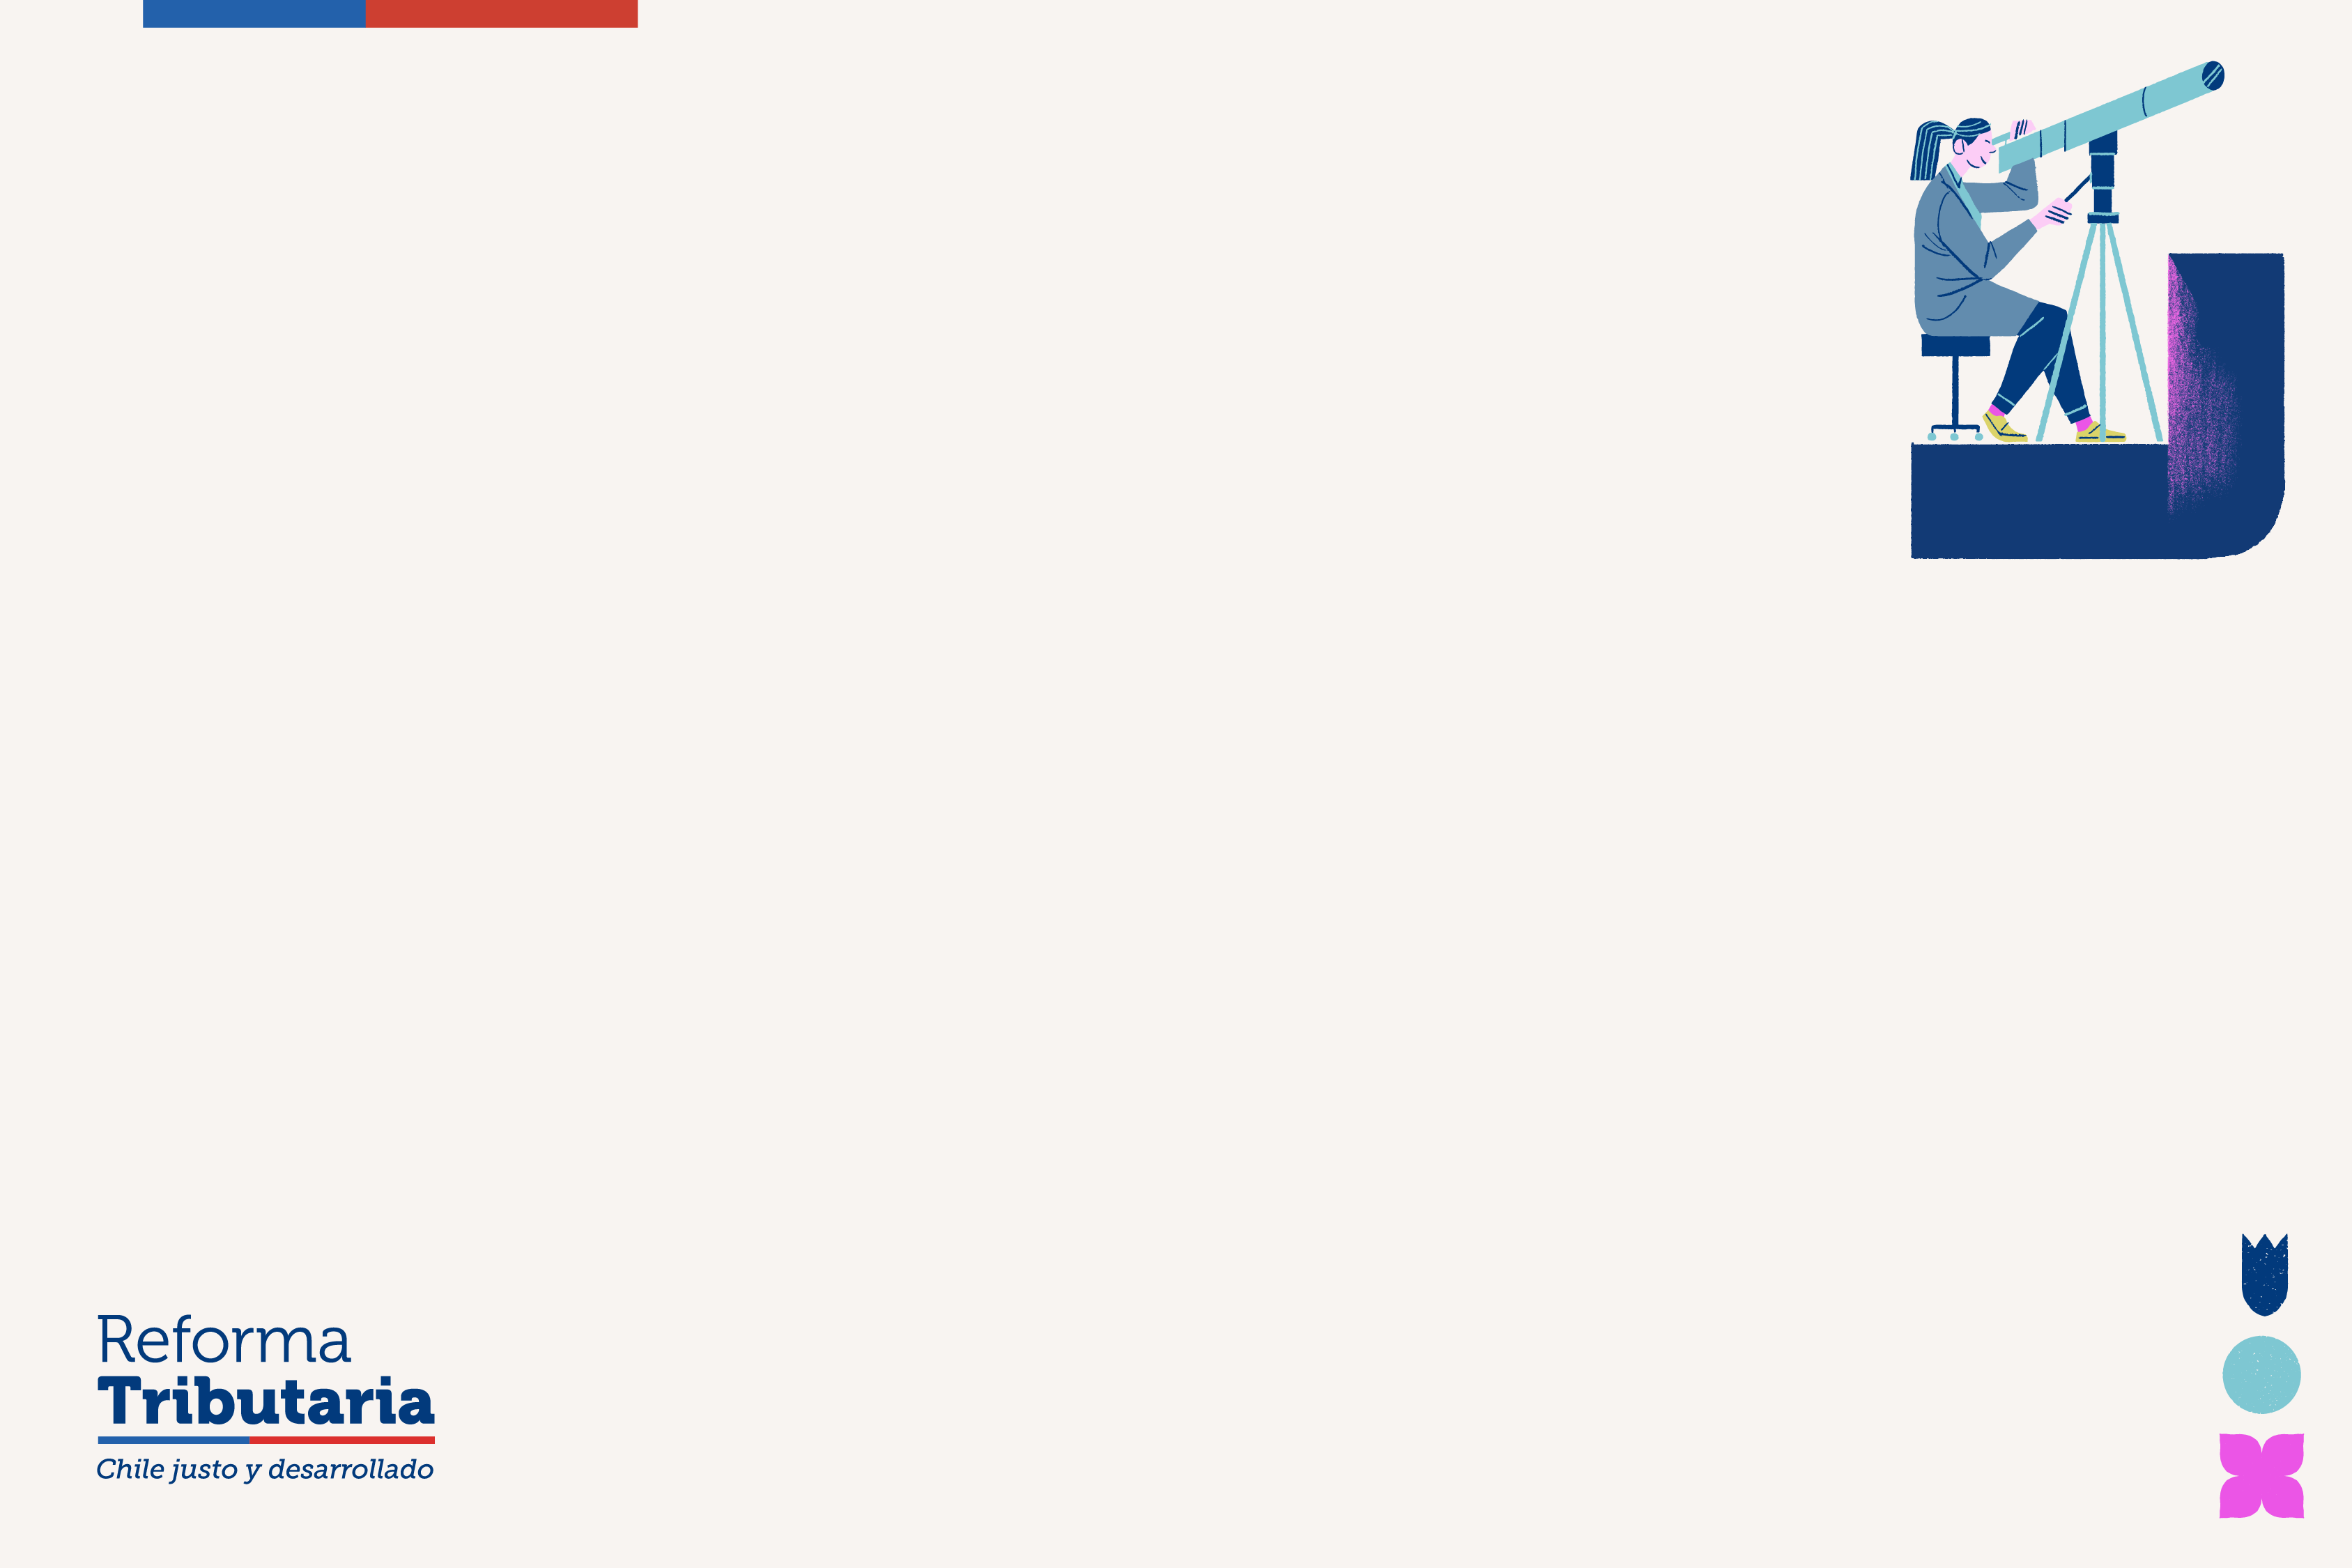 Reforma
Tributaria
Chile justo y desarrollado